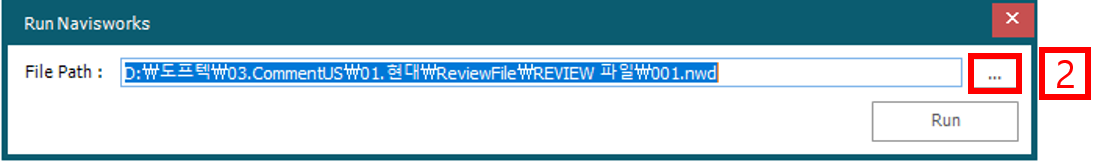 Run Navisworks ×
File Path : D:₩도프텍₩03.CommentUS₩01.현대₩ReviewFile₩REVIEW 파일₩001.nwd ... 2
Run